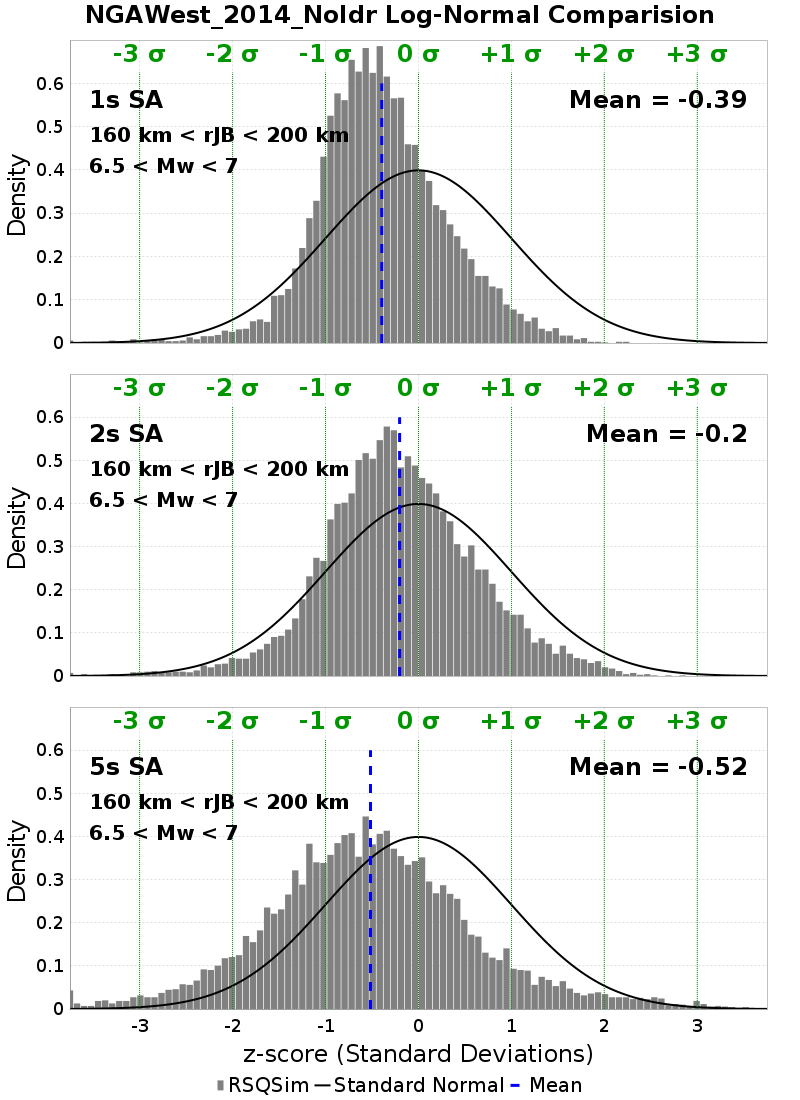 NGAWest_2014_NoIdr Log-Normal Comparision
-3 σ -2 σ -1 σ 0 σ +1 σ +2 σ +3 σ
0.6
1s SA Mean = -0.39
0.5
160 km < rJB < 200 km
6.5 < Mw < 7
0.4
Density
0.3
0.2
0.1
0
-3 σ -2 σ -1 σ 0 σ +1 σ +2 σ +3 σ
0.6
2s SA Mean = -0.2
0.5
160 km < rJB < 200 km
6.5 < Mw < 7
0.4
Density
0.3
0.2
0.1
0
-3 σ -2 σ -1 σ 0 σ +1 σ +2 σ +3 σ
0.6
5s SA Mean = -0.52
0.5
160 km < rJB < 200 km
6.5 < Mw < 7
0.4
Density
0.3
0.2
0.1
0
-3 -2 -1 0 1 2 3
z-score (Standard Deviations)
RSQSim Standard Normal Mean